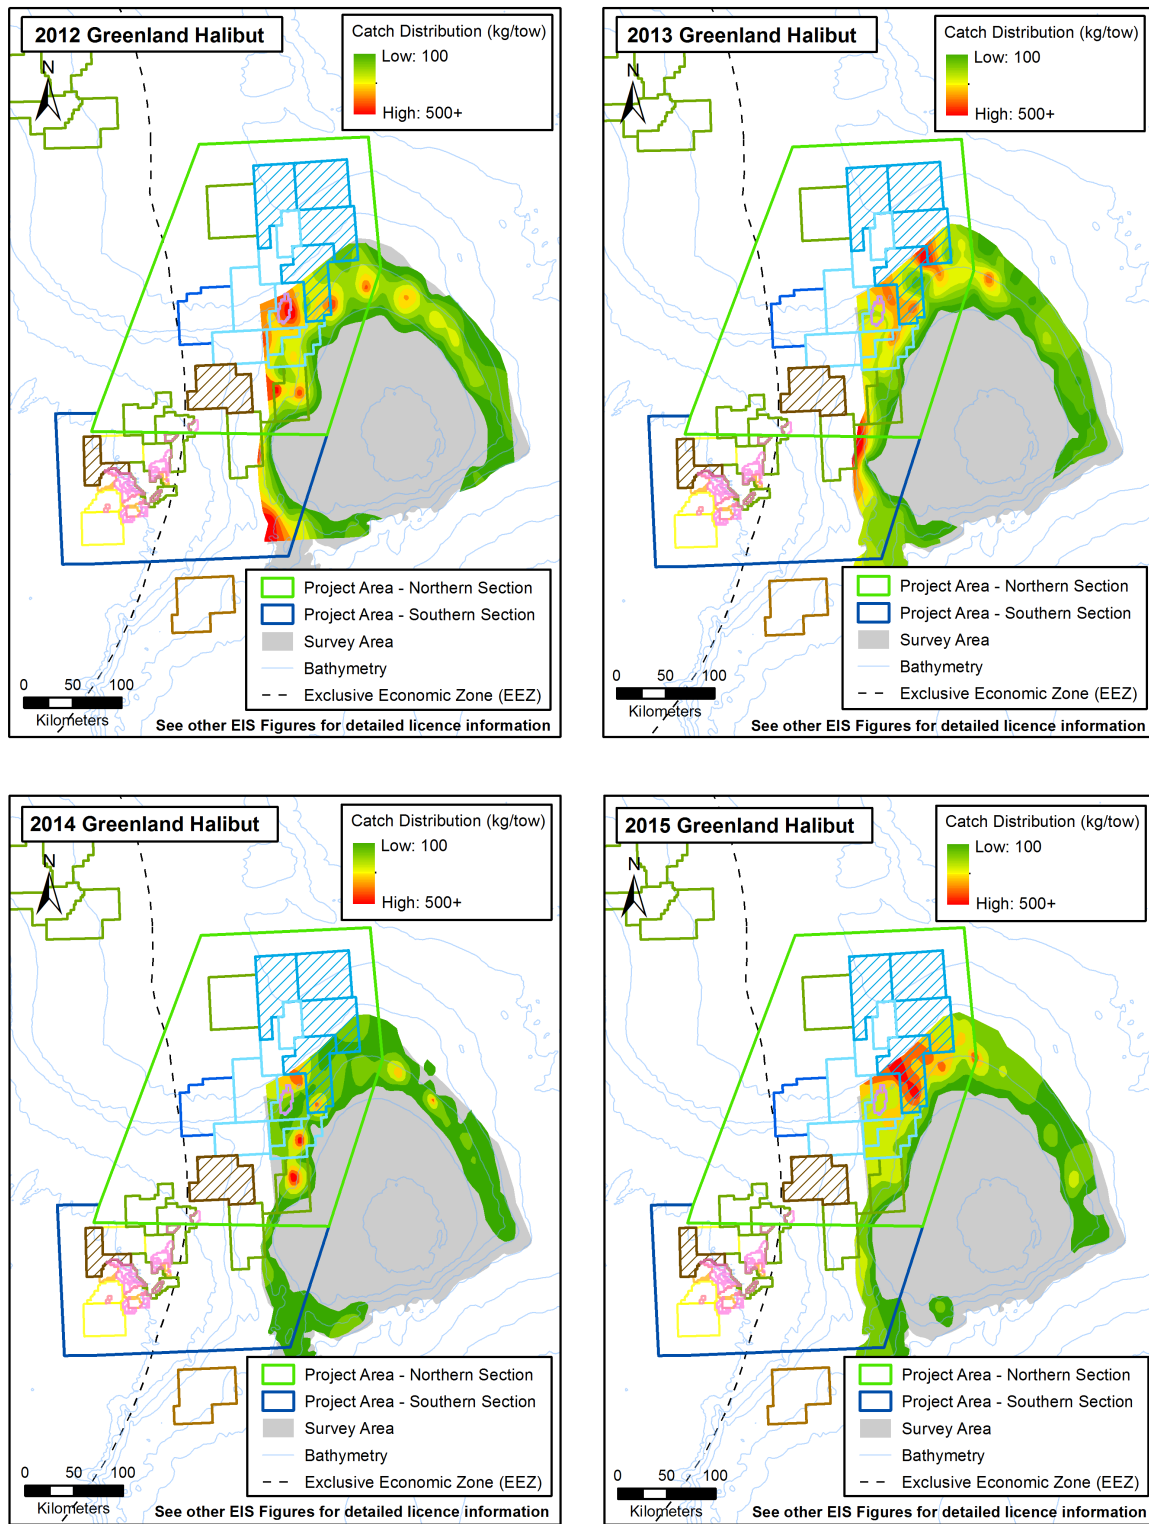 2012 Greenland Halibut
Catch Distribution (kg/tow)
Low: 100
High: 500+
N
Project Area - Northern Section
Project Area - Southern Section
Survey Area
Bathymetry
Exclusive Economic Zone (EEZ)
0 50 100
Kilometers
See other EIS Figures for detailed licence information
2013 Greenland Halibut
Catch Distribution (kg/tow)
Low: 100
High: 500+
N
Project Area - Northern Section
Project Area - Southern Section
Survey Area
Bathymetry
Exclusive Economic Zone (EEZ)
0 50 100
Kilometers
See other EIS Figures for detailed licence information
2014 Greenland Halibut
Catch Distribution (kg/tow)
Low: 100
High: 500+
N
Project Area - Northern Section
Project Area - Southern Section
Survey Area
Bathymetry
Exclusive Economic Zone (EEZ)
0 50 100
Kilometers
See other EIS Figures for detailed licence information
2015 Greenland Halibut
Catch Distribution (kg/tow)
Low: 100
High: 500+
N
Project Area - Northern Section
Project Area - Southern Section
Survey Area
Bathymetry
Exclusive Economic Zone (EEZ)
0 50 100
Kilometers
See other EIS Figures for detailed licence information